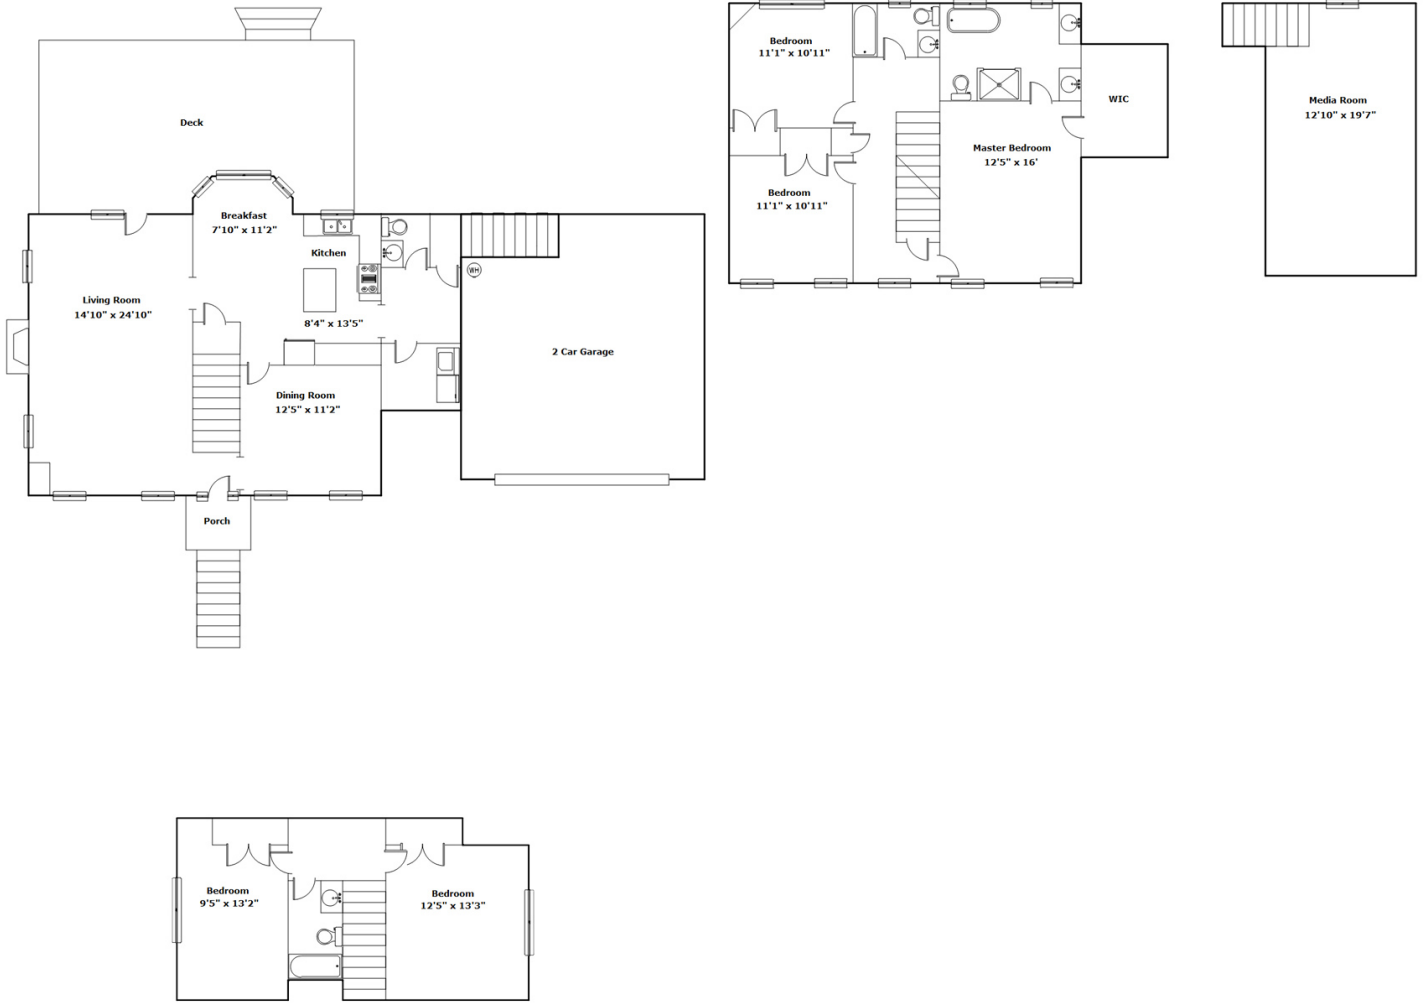 Deck
Breakfast
7'10" x 11'2"
Kitchen
8'4" x 13'5"
Living Room
14'10" x 24'10"
WH
2 Car Garage
Dining Room
12'5" x 11'2"
Porch
Bedroom
11'1" x 10'11"
Bedroom
11'1" x 10'11"
Master Bedroom
12'5" x 16'
WIC
Media Room
12'10" x 19'7"
Bedroom
9'5" x 13'2"
Bedroom
12'5" x 13'3"